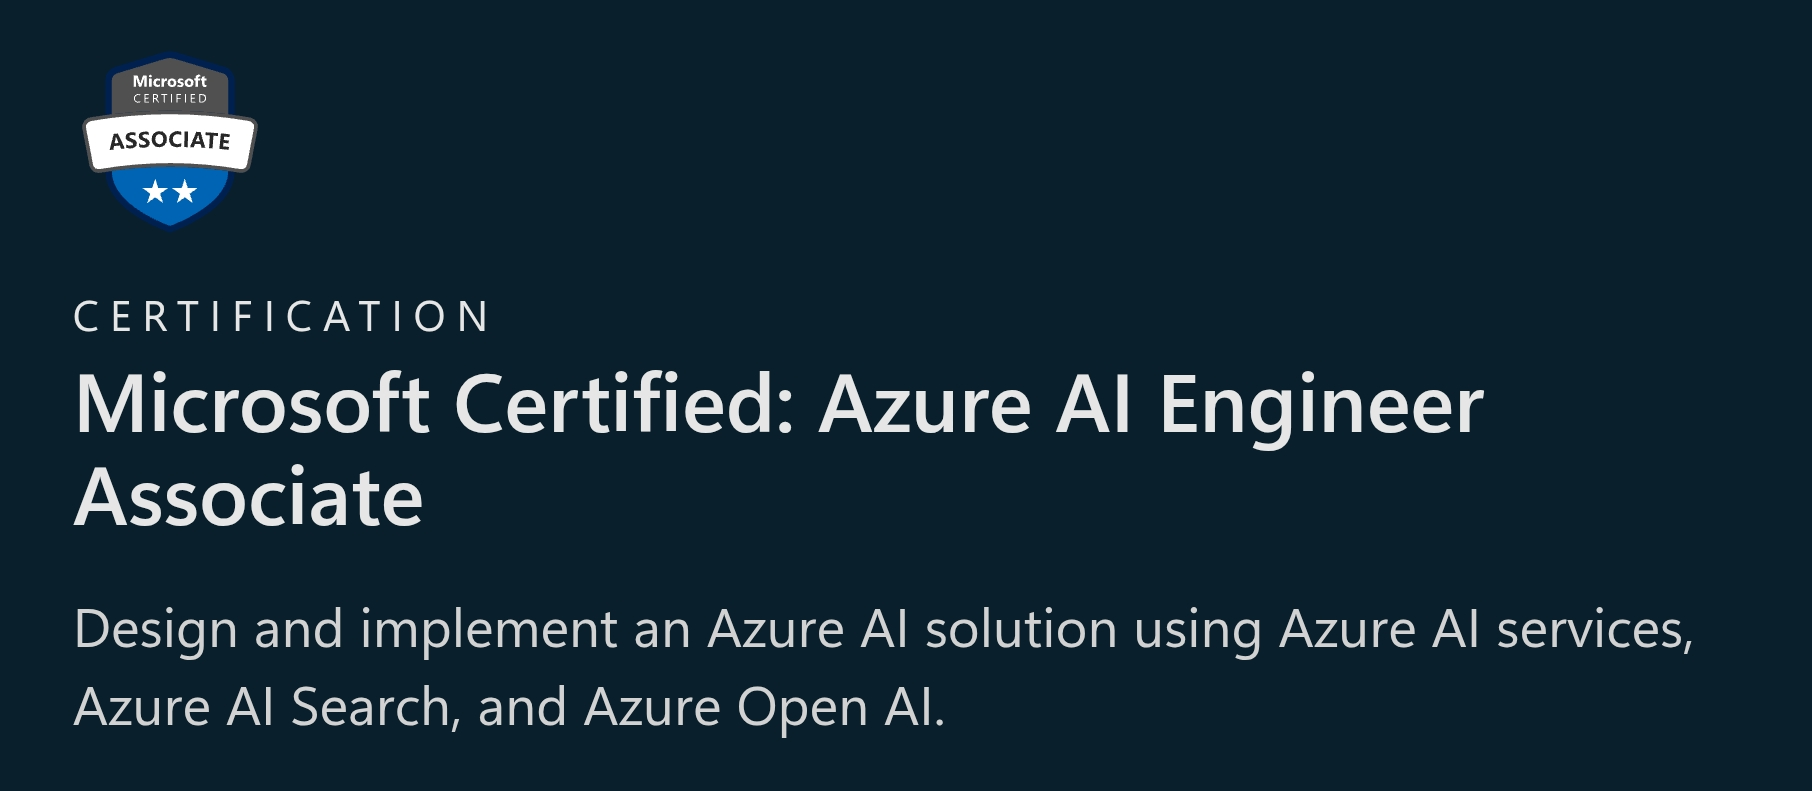 Microsoft
CERTIFIED
ASSOCIATE
CERTIFICATION
Microsoft Certified: Azure AI Engineer
Associate
Design and implement an Azure AI solution using Azure AI services,
Azure AI Search, and Azure Open AI.